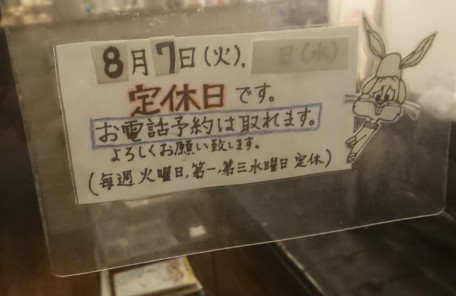 8月7日(火), 日(水)
定休日です。
お電話予約は取れます。
よろしくお願い致します。
(毎週火曜日,第一,第三水曜日定休)